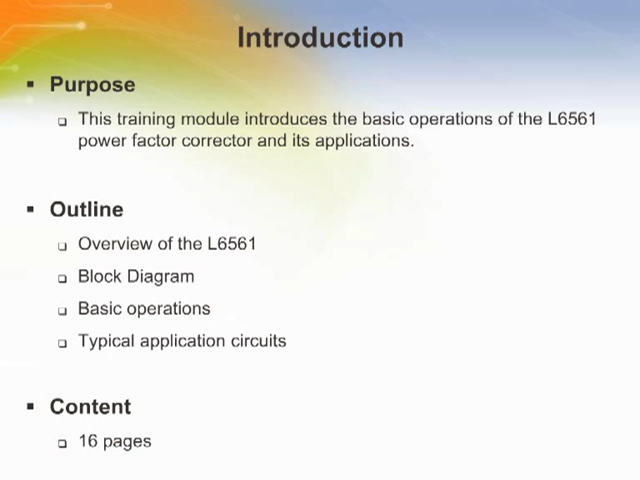 Introduction
Purpose
This training module introduces the basic operations of the L6561
power factor corrector and its applications.
Outline
Overview of the L6561
Block Diagram
Basic operations
Typical application circuits
Content
16 pages